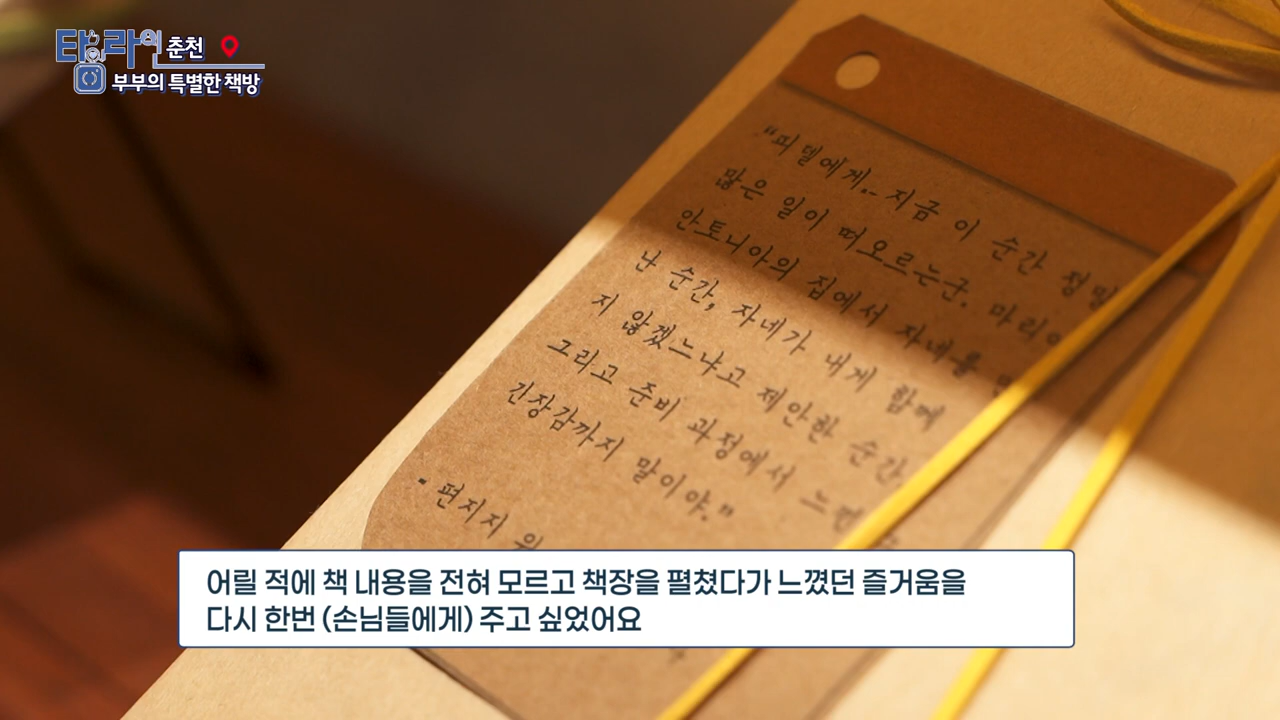 타임라인 춘천
부부의 특별한 책방
"피델에게.. 지금 이 순간 정말
많은 일이 떠오르는군. 마리아
안토니아의 집에서 자네를
난 순간, 자네가 내게 함께
지 않겠느냐고 제안한 순간,
그리고 준비 과정에서 느낀
긴장감까지 말이야."
- 편지지 위
어릴 적에 책 내용을 전혀 모르고 책장을 펼쳤다가 느꼈던 즐거움을
다시 한번 (손님들에게) 주고 싶었어요